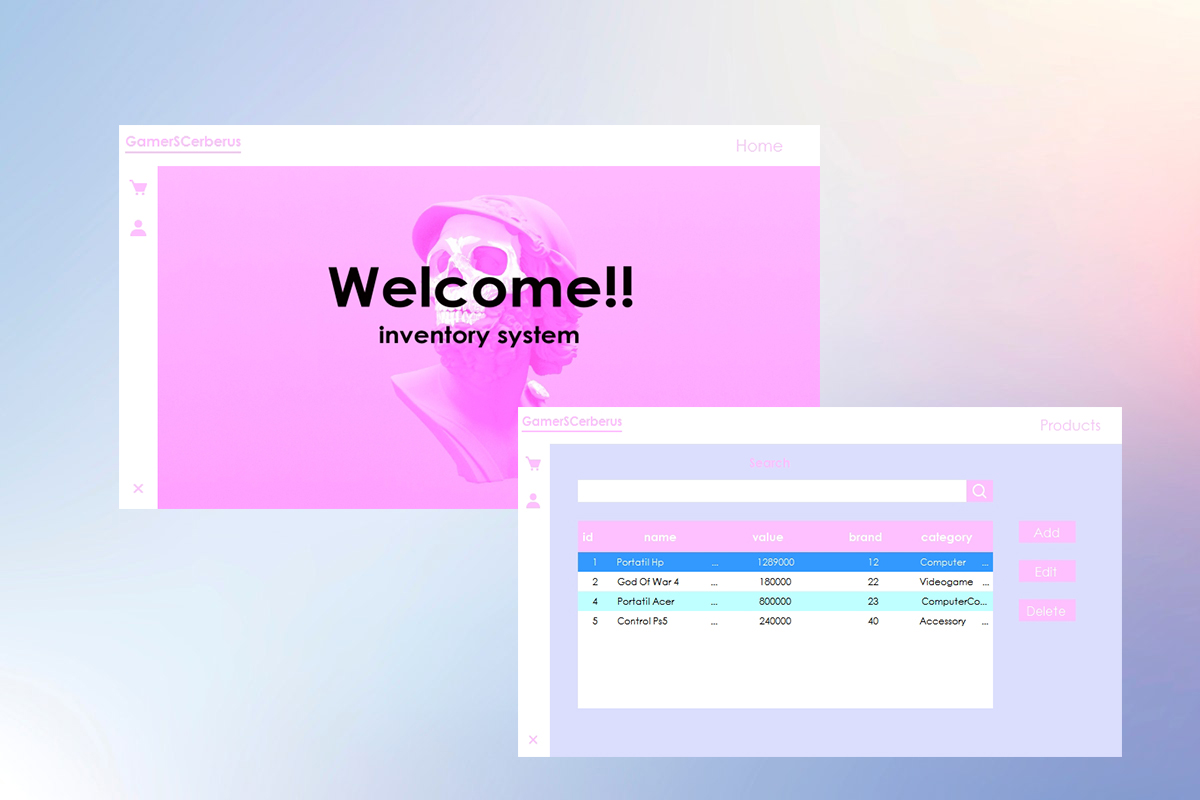 GamerSCerberus
Home
Welcome!!
inventory system
GamerSCerberus
Products
Search
id name value brand category
1 Portatil Hp ... 1289000 12 Computer ...
2 God Of War 4 ... 180000 22 Videogame ...
4 Portatil Acer ... 800000 23 ComputerCo...
5 Control Ps5 ... 240000 40 Accessory ...
Add
Edit
Delete